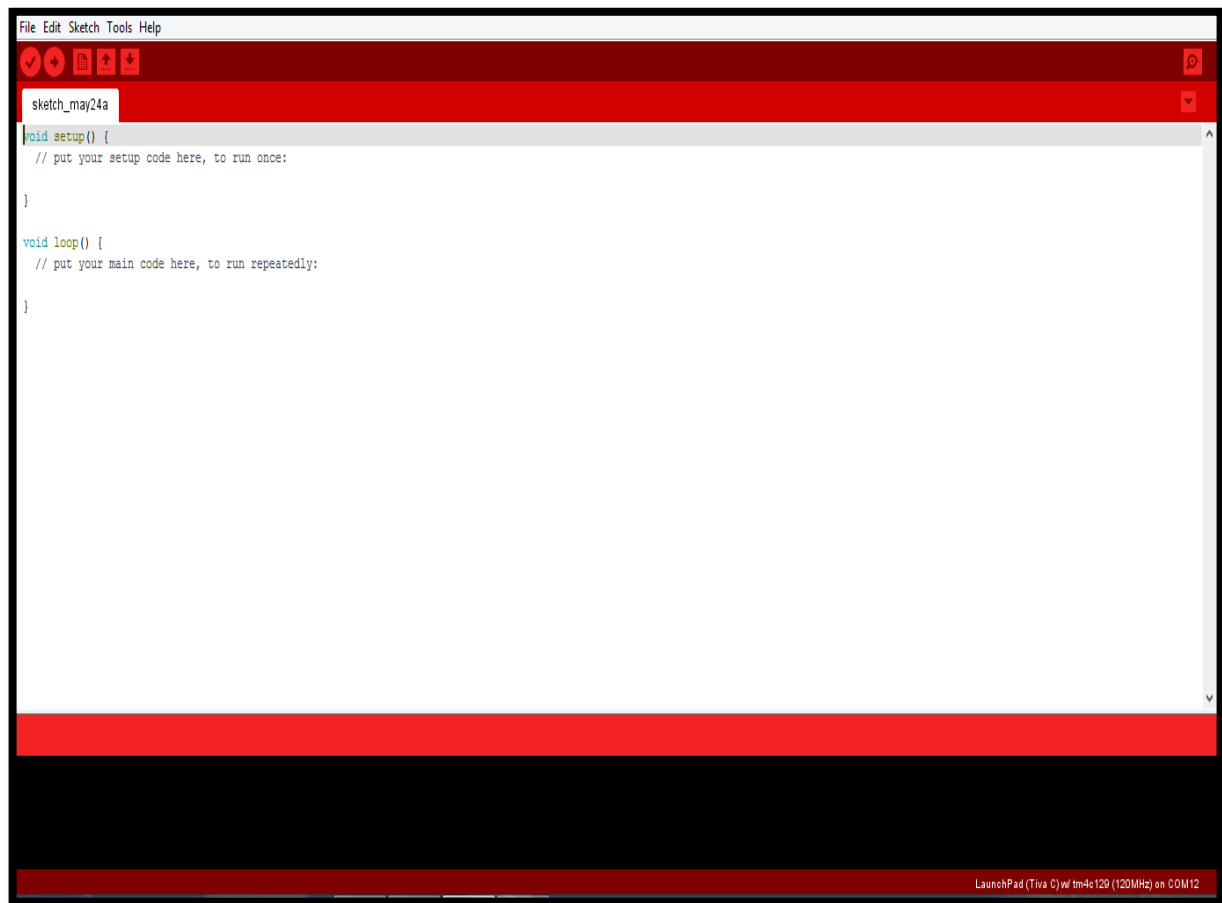 File Edit Sketch Tools Help
sketch_may24a
void setup() {
// put your setup code here, to run once:
}
void loop() {
// put your main code here, to run repeatedly:
}
LaunchPad (Tiva C) w/ tm4c129 (120MHz) on COM12